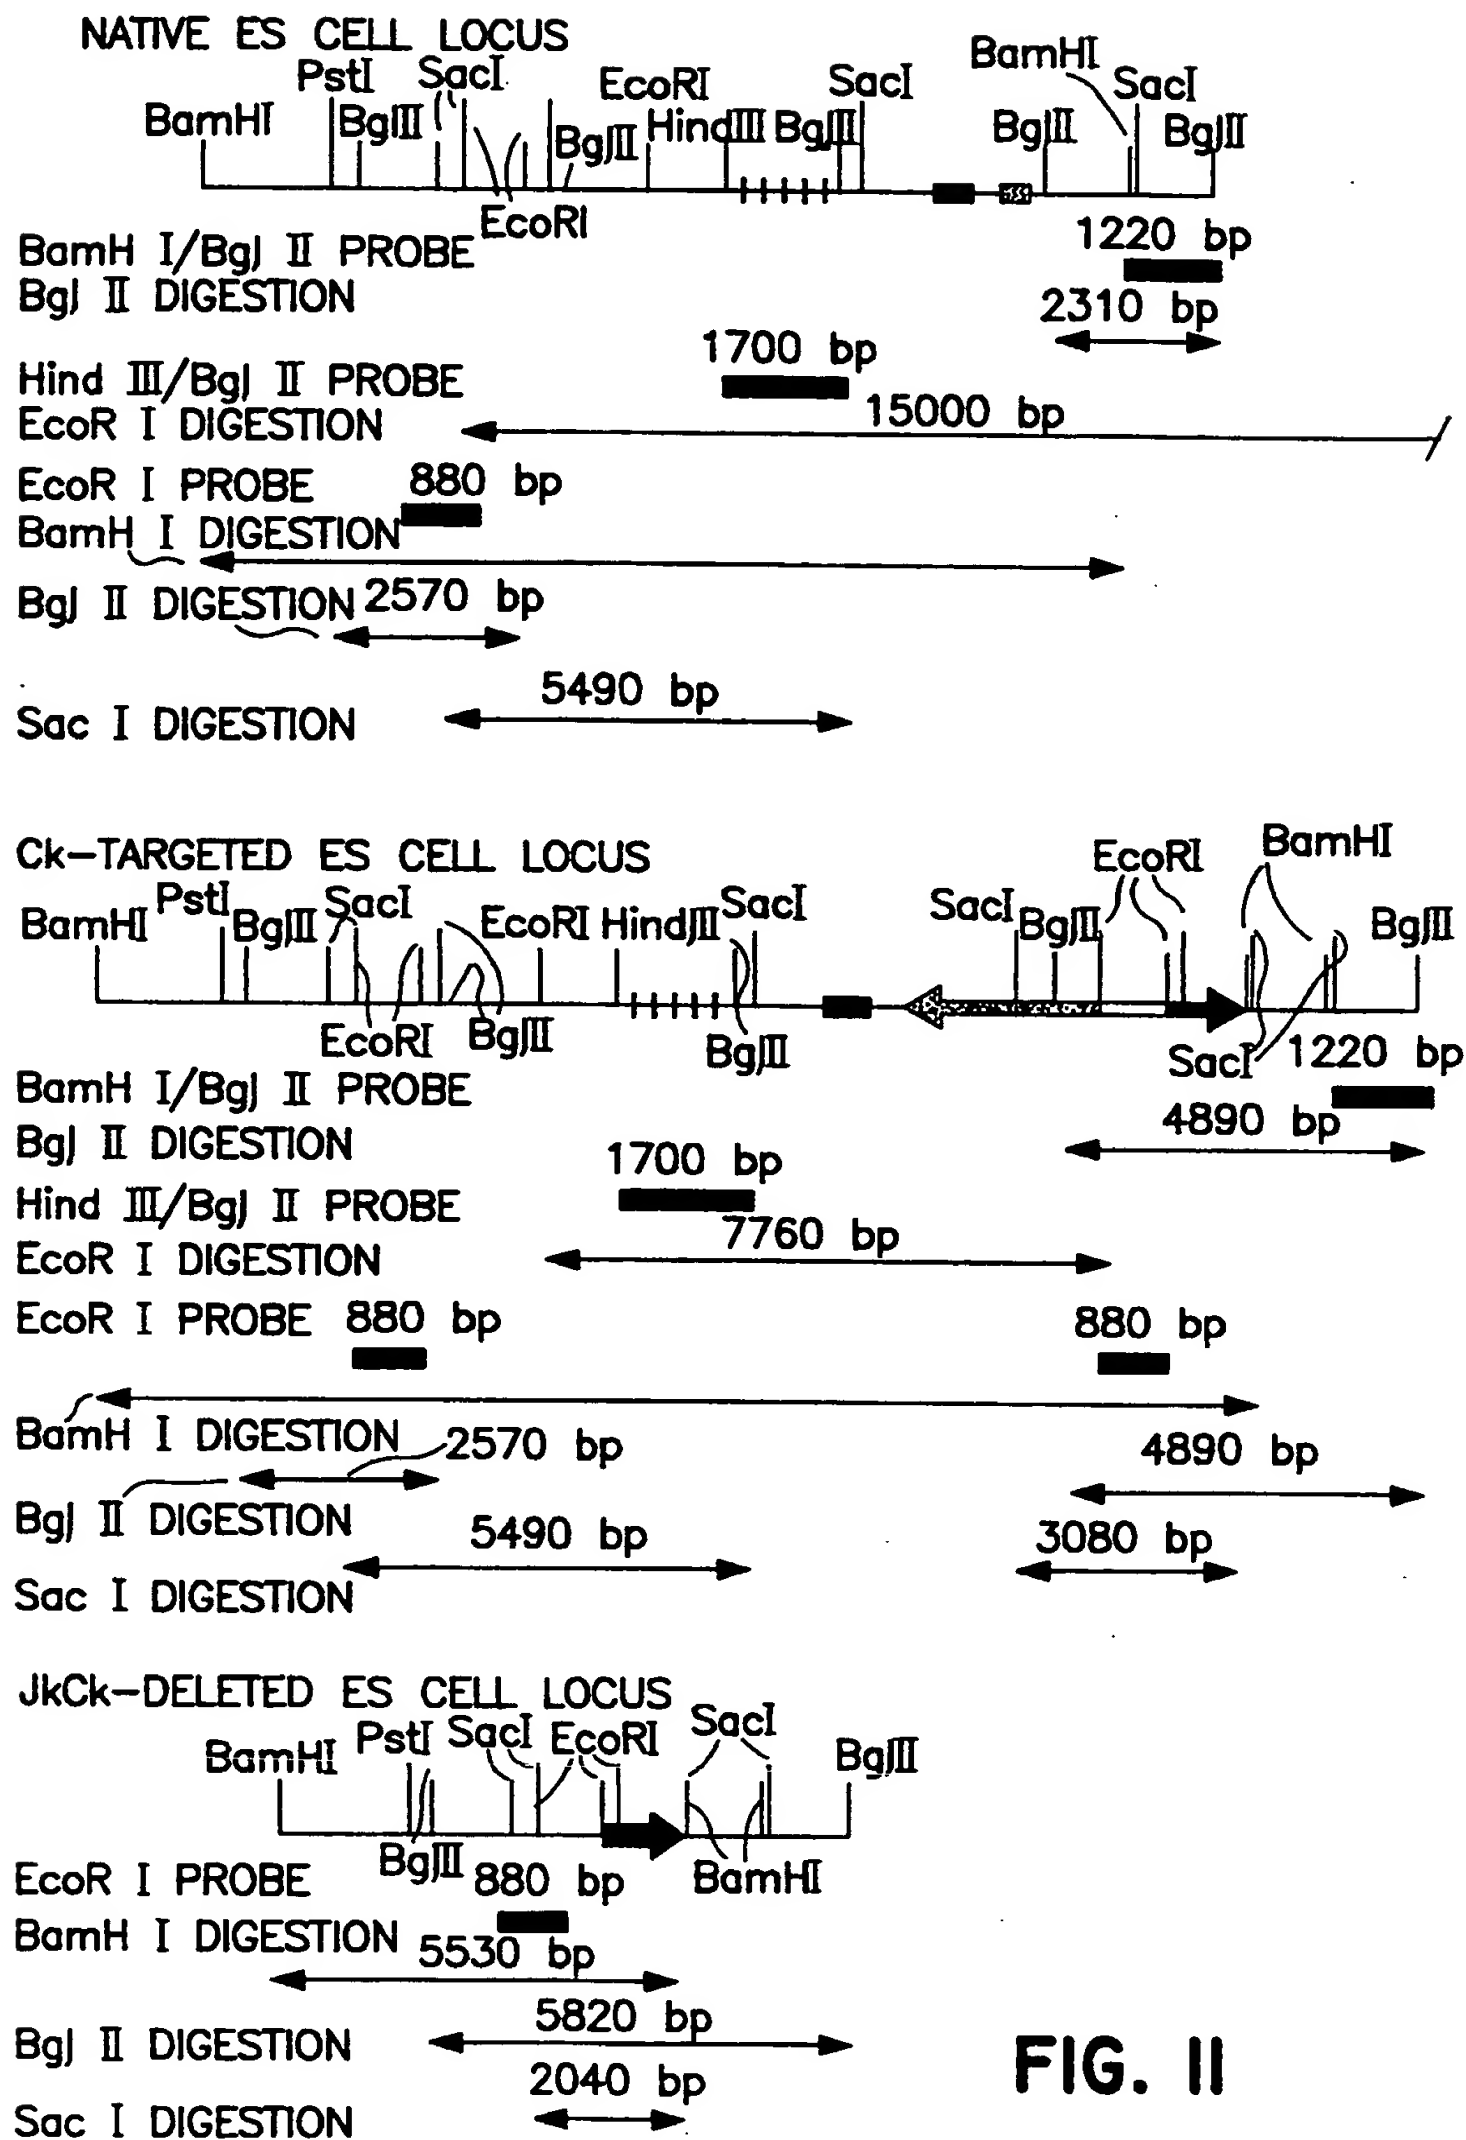 NATIVE ES CELL LOCUS
BamHI
PstI
SacI
EcoRI
SacI
BamHI
SacI
BglII
BglII
HindIII
BglII
BglII
BglII
EcoRI
BamH I/Bgl II PROBE
1220 bp
Bgl II DIGESTION
2310 bp
Hind III/Bgl II PROBE
1700 bp
EcoR I DIGESTION
15000 bp
EcoR I PROBE
880 bp
BamH I DIGESTION
Bgl II DIGESTION
2570 bp
5490 bp
Sac I DIGESTION
Ck-TARGETED ES CELL LOCUS
EcoRI
BamHI
BamHI
PstI
BglII
SacI
EcoRI
HindIII
SacI
SacI
BglII
BglII
EcoRI
BglII
BglII
SacI
1220 bp
BamH I/Bgl II PROBE
4890 bp
Bgl II DIGESTION
1700 bp
Hind III/Bgl II PROBE
7760 bp
EcoR I DIGESTION
EcoR I PROBE
880 bp
880 bp
BamH I DIGESTION
2570 bp
4890 bp
Bgl II DIGESTION
5490 bp
3080 bp
Sac I DIGESTION
JkCk-DELETED ES CELL LOCUS
BamHI
PstI
SacI
EcoRI
SacI
BglII
BglII
BamHI
EcoR I PROBE
880 bp
BamH I DIGESTION
5530 bp
5820 bp
Bgl II DIGESTION
2040 bp
Sac I DIGESTION
FIG. 11